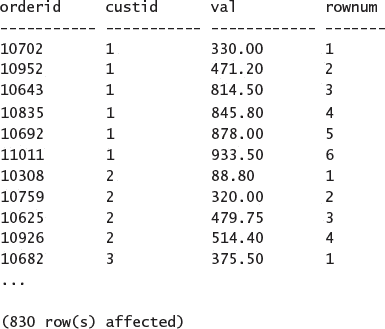 orderid     custid      val          rownum
----------- ----------- ------------ -------
10702       1           330.00       1
10952       1           471.20       2
10643       1           814.50       3
10835       1           845.80       4
10692       1           878.00       5
11011       1           933.50       6
10308       2           88.80        1
10759       2           320.00       2
10625       2           479.75       3
10926       2           514.40       4
10682       3           375.50       1
...
(830 row(s) affected)